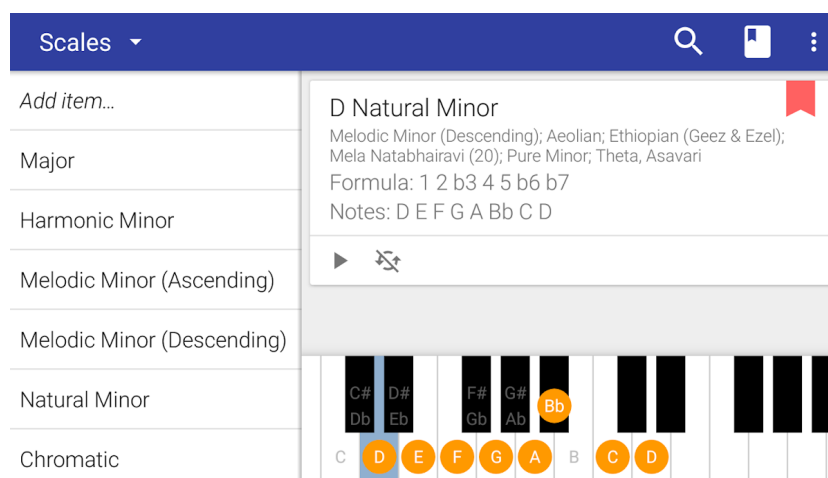 Scales
Add item...
Major
Harmonic Minor
Melodic Minor (Ascending)
Melodic Minor (Descending)
Natural Minor
Chromatic
D Natural Minor
Melodic Minor (Descending); Aeolian; Ethiopian (Geez & Ezel);
Mela Natabhairavi (20); Pure Minor; Theta, Asavari
Formula: 1 2 b3 4 5 b6 b7
Notes: D E F G A Bb C D
C# D# F# G#
Db Eb Gb Ab Bb
C D E F G A B C D